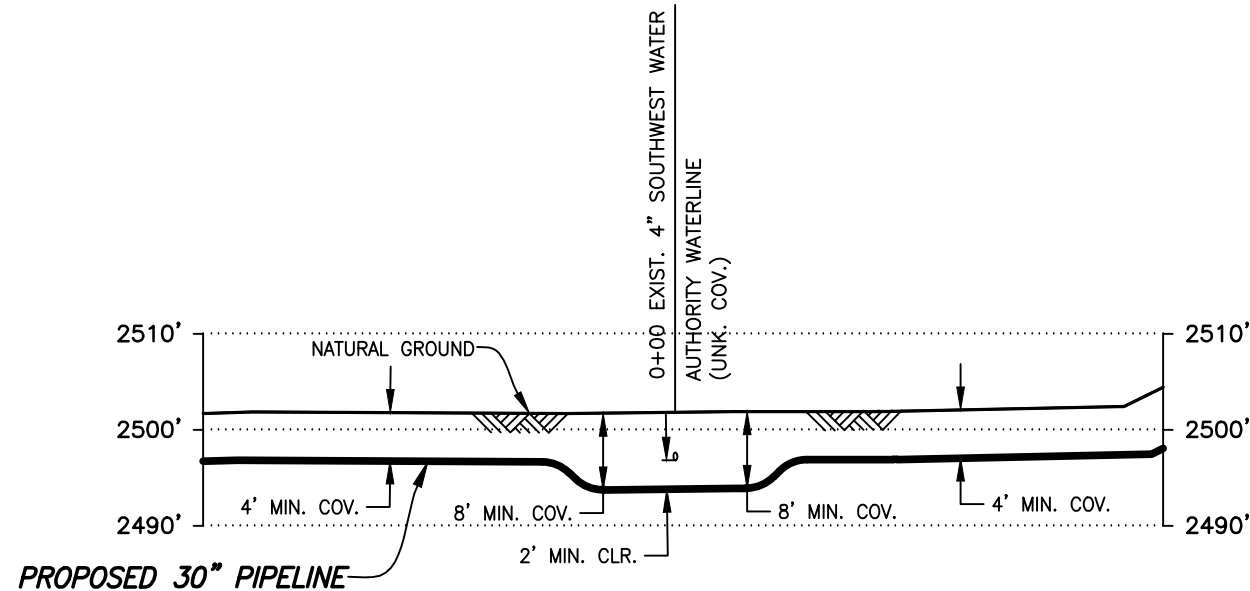 0+00 EXIST. 4" SOUTHWEST WATER
AUTHORITY WATERLINE
(UNK. COV.)
2510'
2510'
NATURAL GROUND
2500'
2500'
4' MIN. COV.
8' MIN. COV.
8' MIN. COV.
4' MIN. COV.
2490'
2490'
2' MIN. CLR.
PROPOSED 30" PIPELINE